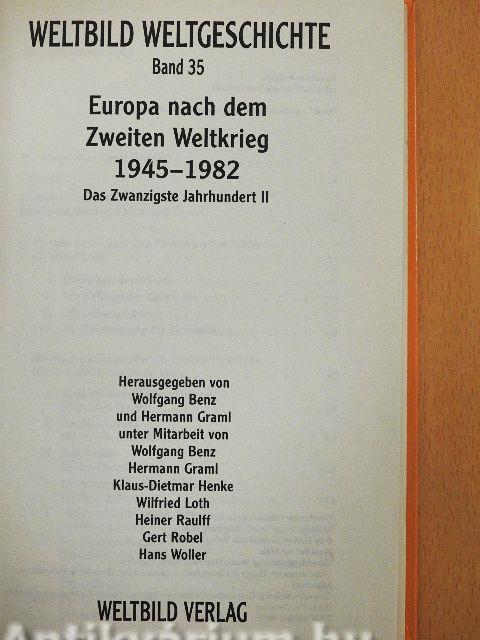 WELTBILD WELTGESCHICHTE
Band 35
Europa nach dem
Zweiten Weltkrieg
1945–1982
Das Zwanzigste Jahrhundert II
Herausgegeben von
Wolfgang Benz
und Hermann Graml
unter Mitarbeit von
Wolfgang Benz
Hermann Graml
Klaus-Dietmar Henke
Wilfried Loth
Heiner Raulff
Gert Robel
Hans Woller
WELTBILD VERLAG
Antikvarium.hu